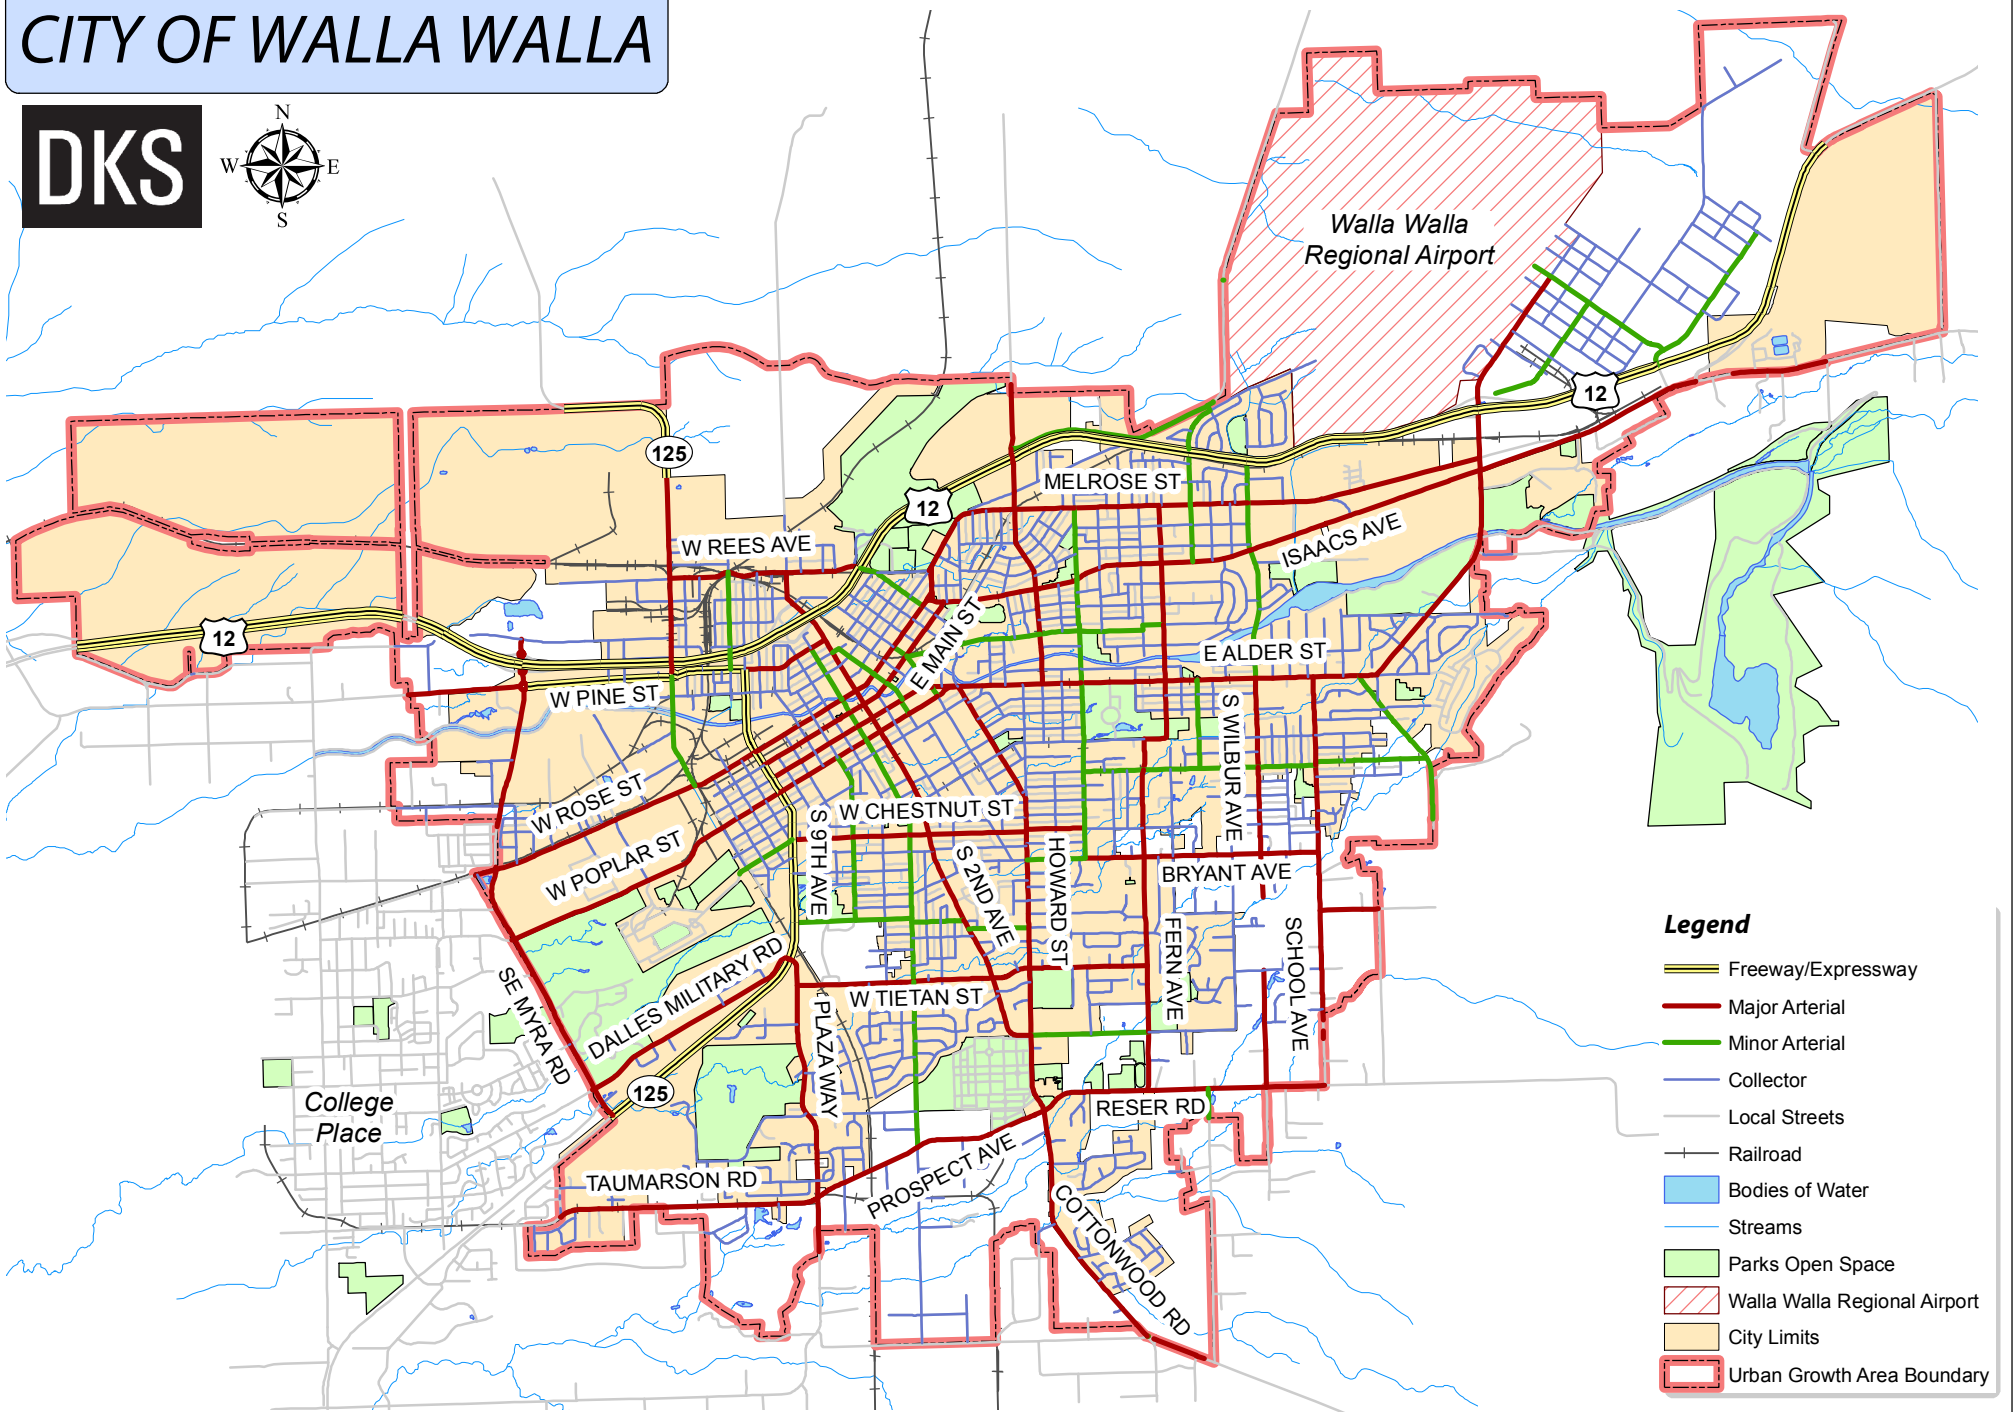 CITY OF WALLA WALLA
DKS
N
W
E
S
Walla Walla
Regional Airport
12
125
MELROSE ST
12
W REES AVE
ISAACS AVE
12
E MAIN ST
E ALDER ST
W PINE ST
S WILBUR AVE
W ROSE ST
W CHESTNUT ST
W POPLAR ST
S 9TH AVE
S 2ND AVE
HOWARD ST
BRYANT AVE
FERN AVE
SCHOOL AVE
DALLES MILITARY RD
SE MYRA RD
W TIETAN ST
PLAZA WAY
125
College
Place
RESER RD
PROSPECT AVE
TAUMARSON RD
COTTONWOOD RD
Legend
Freeway/Expressway
Major Arterial
Minor Arterial
Collector
Local Streets
Railroad
Bodies of Water
Streams
Parks Open Space
Walla Walla Regional Airport
City Limits
Urban Growth Area Boundary